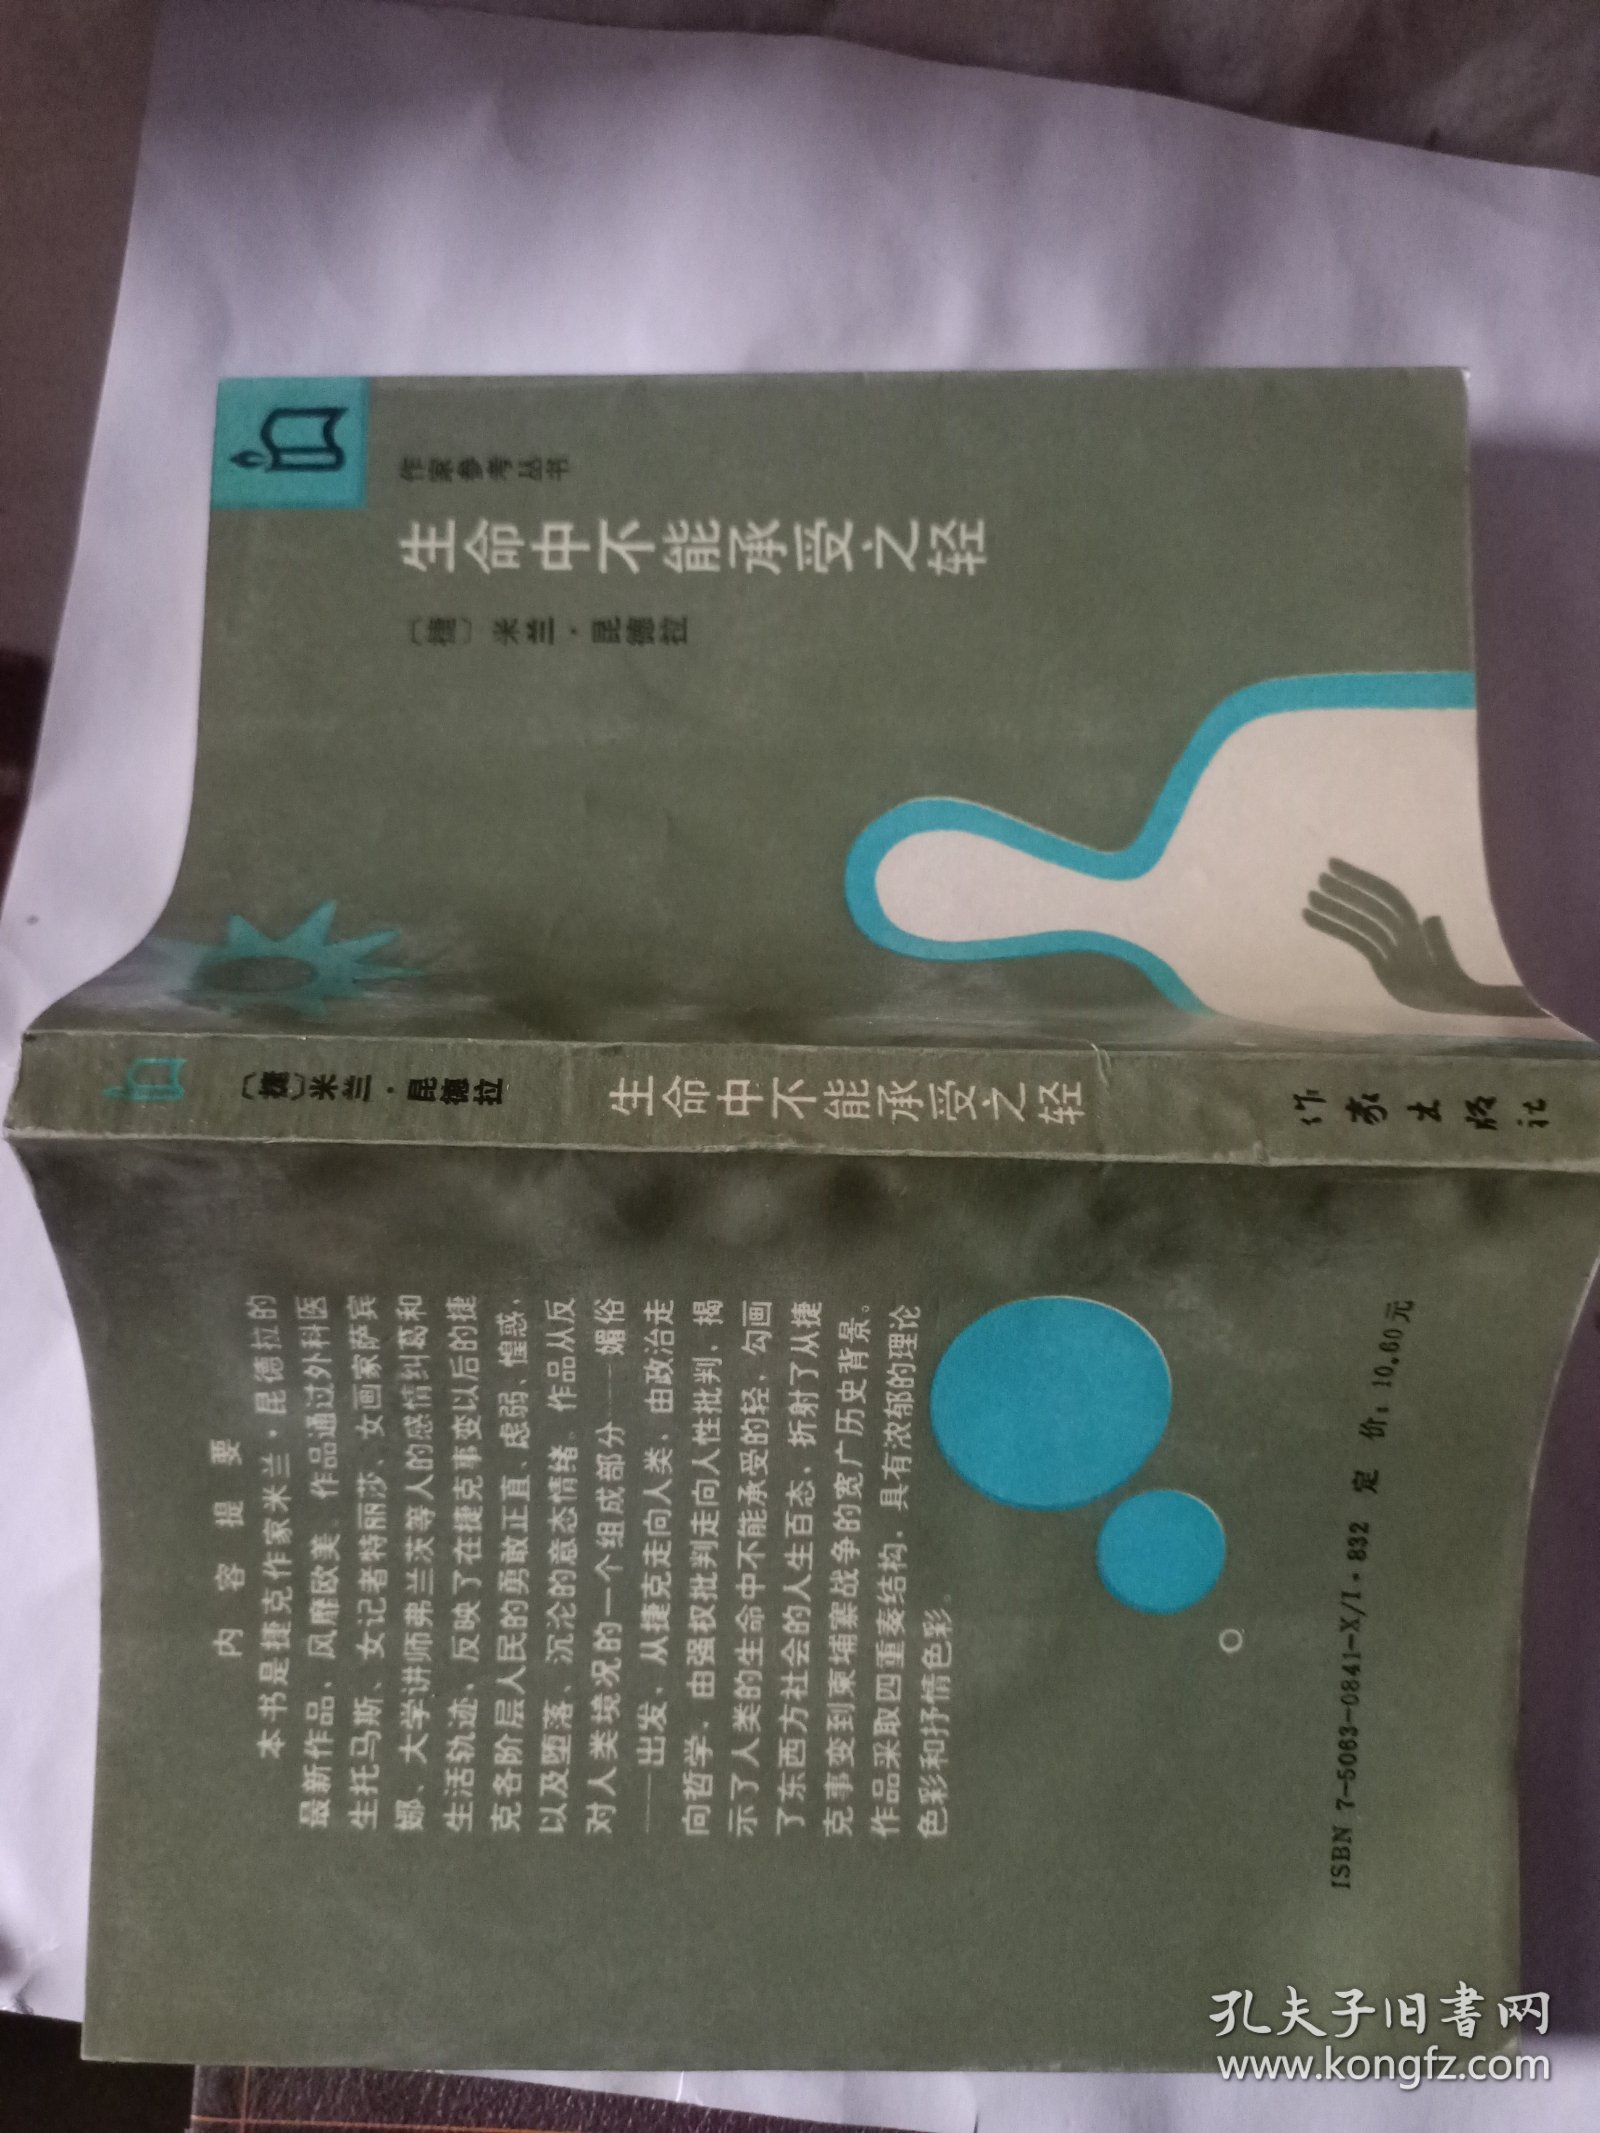 作家参考丛书
生命中不能承受之轻
〔捷〕米兰·昆德拉
〔捷〕米兰·昆德拉
生命中不能承受之轻
作家出版社
内容提要
本书是捷克作家米兰·昆德拉的
最新作品，风靡欧美。作品通过外科医
生托马斯、女记者特丽莎、女画家萨宾
娜、大学讲师弗兰茨等人的感情纠葛和
生活轨迹，反映了在捷克事变以后的捷
克各阶层人民的勇敢正直、虑弱、惶惑，
以及堕落、沉沦的意态情绪。作品从反
对人类境况的一个组成部分——媚俗
——出发，从捷克走向人类，由政治走
向哲学，由强权批判走向人性批判，揭
示了人类的生命中不能承受的轻，勾画
了东西方社会的人生百态，折射了从捷
克事变到柬埔寨战争的宽广历史背景。
作品采取四重奏结构，具有浓郁的理论
色彩和抒情色彩。
ISBN 7-5063-0841-X/I·832 定 价：10.60元
孔夫子旧书网
www.kongfz.com